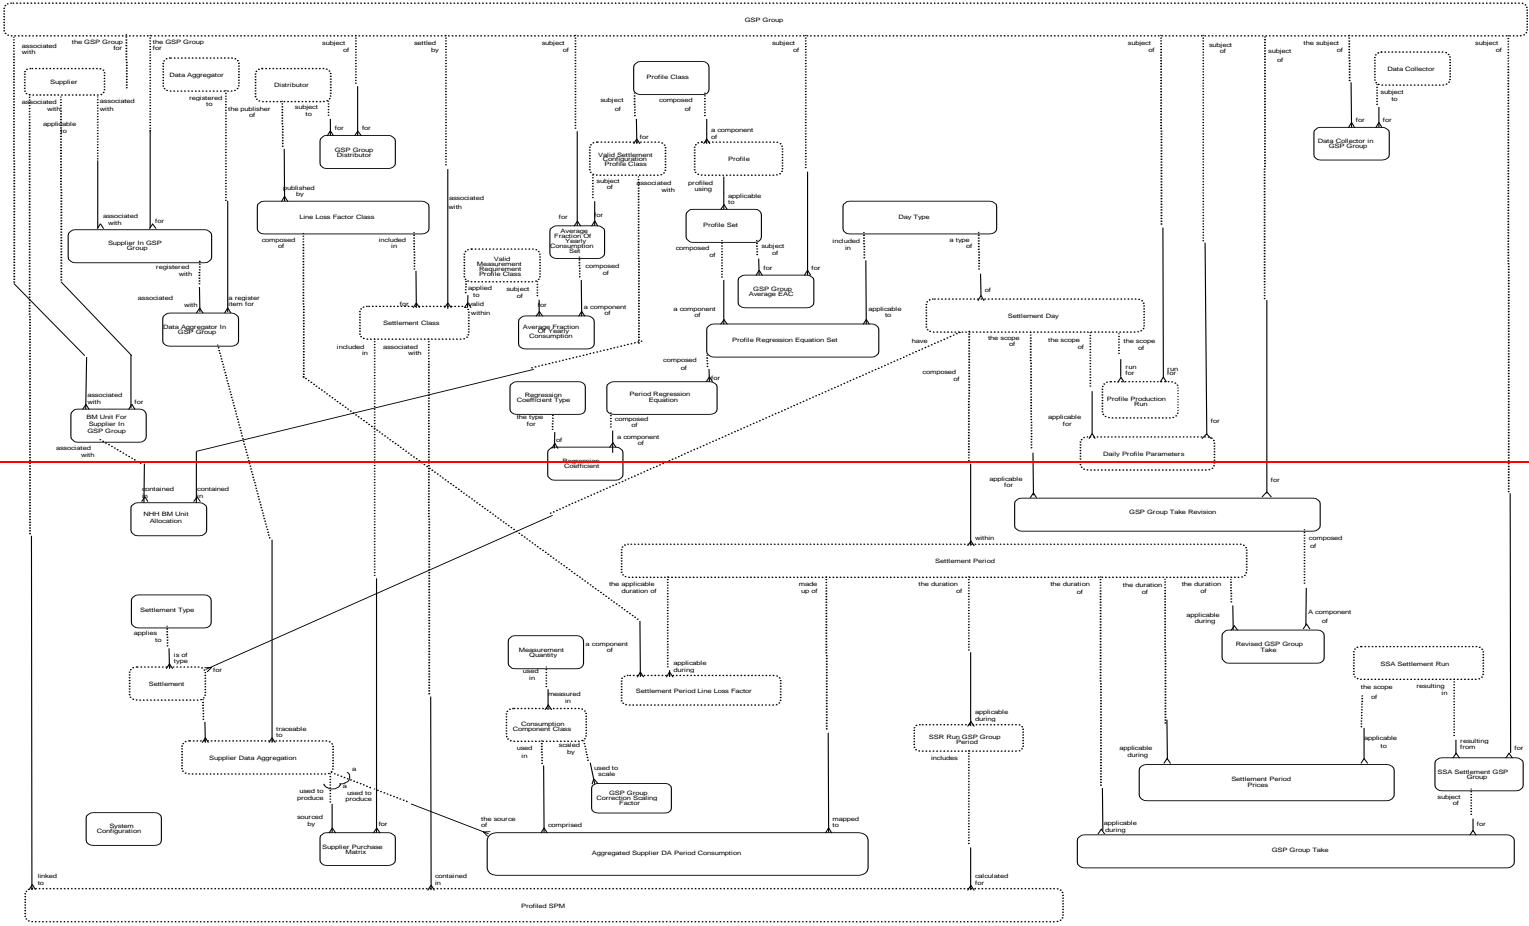 GSP Group
associated
with
the GSP Group
for
the GSP Group
for
subject
of
settled
by
subject
of
subject
of
subject
of
subject
of
subject
of
the subject
of
subject
of
Supplier
Data Aggregator
Distributor
Profile Class
Data Collector
associated
with
applicable
to
associated
with
registered
to
the publisher
of
subject
to
subject
of
composed
of
subject
to
for
for
for
a component
of
for
for
GSP Group
Distributor
Valid Settlement
Configuration
Profile Class
Profile
Data Collector in
GSP Group
published
by
associated
with
subject
of
associated
with
profiled
using
applicable
to
associated
with
for
Line Loss Factor Class
for
for
Profile Set
Day Type
Supplier In GSP
Group
composed
of
included
in
Average
Fraction Of
Yearly
Consumption
Set
composed
of
subject
of
included
in
a type
of
registered
with
Valid
Measurement
Requirement
Profile Class
composed
of
for
for
associated
with
a register
item for
applied
to
subject
of
GSP Group
Average EAC
of
for
valid
within
for
a component
of
a component
of
applicable
to
Data Aggregator In
GSP Group
Settlement Class
Average Fraction
Of Yearly
Consumption
Profile Regression Equation Set
Settlement Day
included
in
associated
with
have
the scope
of
the scope
of
the scope
of
composed
of
for
composed
of
run
for
run
for
associated
with
for
Regression
Coefficient Type
Period Regression
Equation
Profile Production
Run
BM Unit For
Supplier In
GSP Group
the type
for
composed
of
applicable
for
for
associated
with
of
a component
of
Regression
Coefficient
Daily Profile Parameters
contained
in
contained
in
applicable
for
for
NHH BM Unit
Allocation
GSP Group Take Revision
within
composed
of
Settlement Period
the applicable
duration of
made
up of
the duration
of
the duration
of
the duration
of
the duration
of
Settlement Type
applicable
during
A component
of
applies
to
Measurement
Quantity
a component
of
Revised GSP Group
Take
is of
type
for
used
in
applicable
during
SSA Settlement Run
Settlement
measured
in
Settlement Period Line Loss Factor
the scope
of
resulting
in
traceable
to
Consumption
Component Class
applicable
during
SSR Run GSP Group
Period
applicable
during
applicable
to
resulting
from
for
Supplier Data Aggregation
used
in
scaled
by
includes
a
used to
scale
Settlement Period
Prices
SSA Settlement GSP
Group
used to
produce
a
used to
produce
GSP Group
Correction Scaling
Factor
subject
of
System
Configuration
sourced
by
for
the source
of
comprised
mapped
to
applicable
during
for
Supplier Purchase
Matrix
Aggregated Supplier DA Period Consumption
GSP Group Take
linked
to
contained
in
calculated
for
Profiled SPM